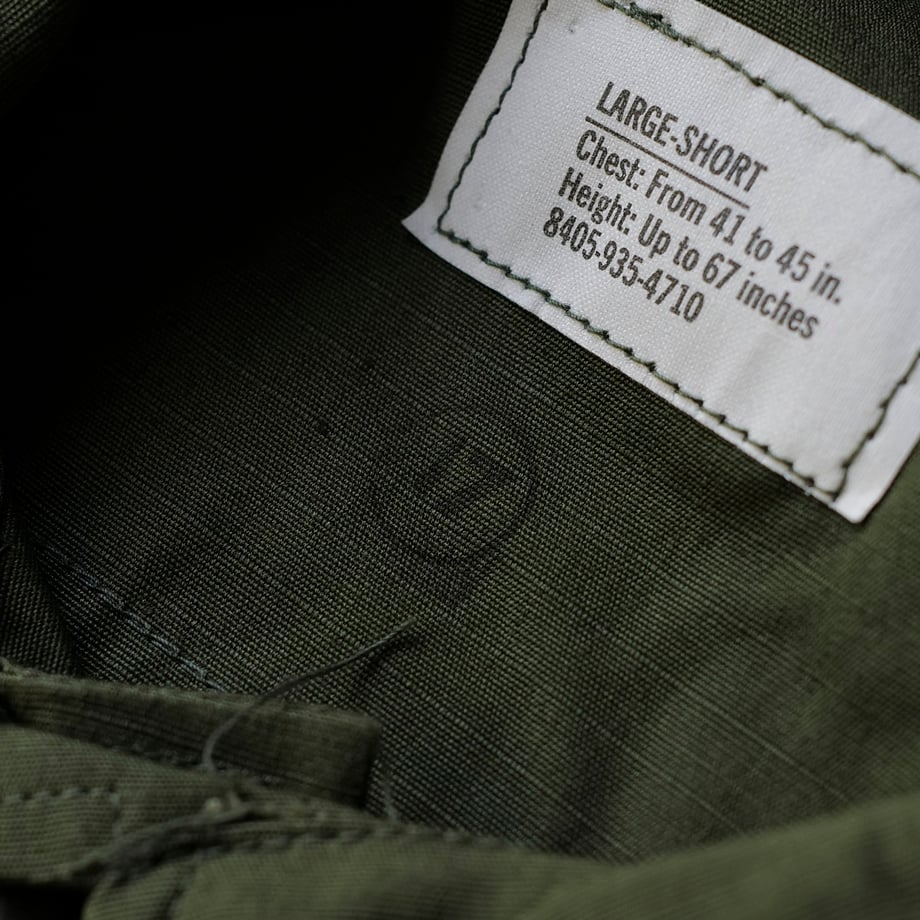 LARGE-SHORT
Chest: From 41 to 45 in.
Height: Up to 67 inches
8405-935-4710